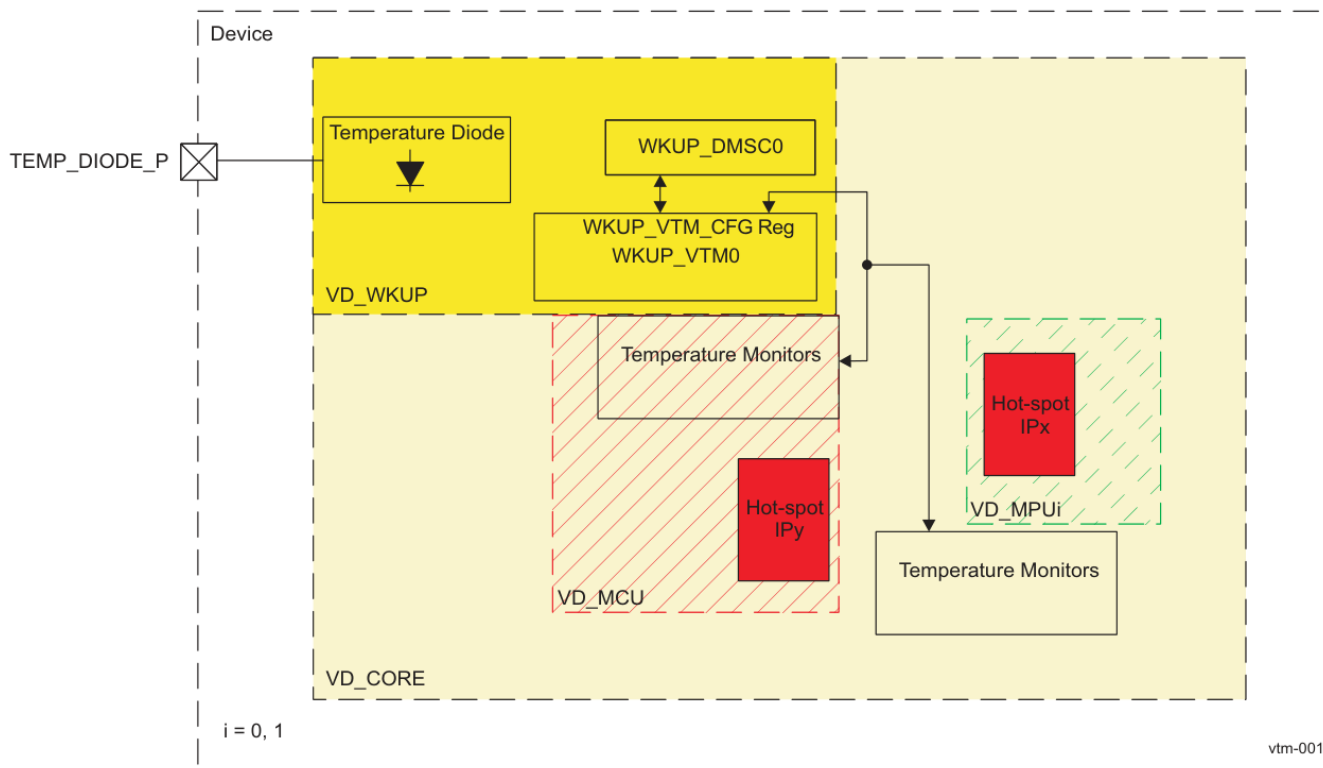 Device
Temperature Diode
TEMP_DIODE_P
WKUP_DMSC0
WKUP_VTM_CFG Reg
WKUP_VTM0
VD_WKUP
Temperature Monitors
Hot-spot
IPx
VD_MPUi
Hot-spot
IPy
Temperature Monitors
VD_MCU
VD_CORE
i = 0, 1
vtm-001